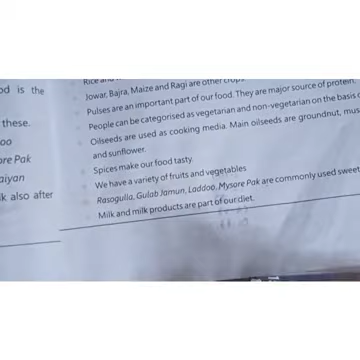 od is the
these.
oo
ore Pak
aiyan
k also after
Rice and
Jowar, Bajra, Maize and Ragi are other crops
Pulses are an important part of our food. They are major source of protein.
People can be categorised as vegetarian and non-vegetarian on the basis o
Oilseeds are used as cooking media. Main oilseeds are groundnut, mus
and sunflower.
Spices make our food tasty.
We have a variety of fruits and vegetables
Rasogulla, Gulab Jamun, Laddoo, Mysore Pak are commonly used sweet
Milk and milk products are part of our diet.